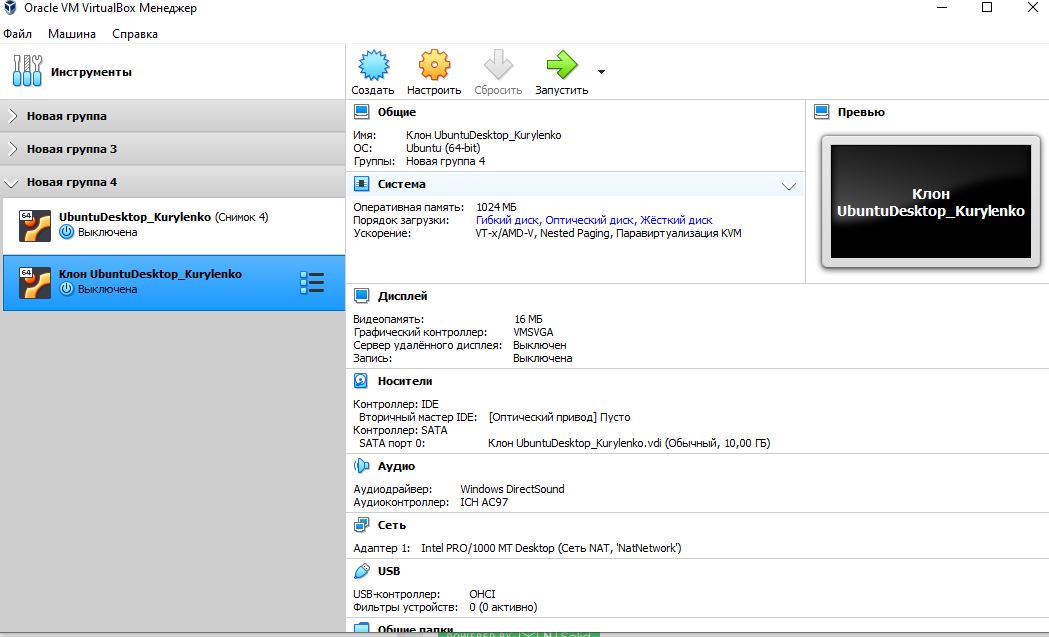 Oracle VM VirtualBox Менеджер
Файл Машина Справка
Инструменты
Создать Настроить Сбросить Запустить
Новая группа
Новая группа 3
Новая группа 4
64
UbuntuDesktop_Kurylenko (Снимок 4)
Выключена
64
Клон UbuntuDesktop_Kurylenko
Выключена
Общие
Имя: Клон UbuntuDesktop_Kurylenko
ОС: Ubuntu (64-bit)
Группы: Новая группа 4
Превью
Клон
UbuntuDesktop_Kurylenko
Система
Оперативная память: 1024 МБ
Порядок загрузки: Гибкий диск, Оптический диск, Жёсткий диск
Ускорение: VT-x/AMD-V, Nested Paging, Паравиртуализация KVM
Дисплей
Видеопамять: 16 МБ
Графический контроллер: VMSVGA
Сервер удалённого дисплея: Выключен
Запись: Выключена
Носители
Контроллер: IDE
Вторичный мастер IDE: [Оптический привод] Пусто
Контроллер: SATA
SATA порт 0: Клон UbuntuDesktop_Kurylenko.vdi (Обычный, 10,00 ГБ)
Аудио
Аудиодрайвер: Windows DirectSound
Аудиоконтроллер: ICH AC97
Сеть
Адаптер 1: Intel PRO/1000 MT Desktop (Сеть NAT, 'NatNetwork')
USB
USB-контроллер: OHCI
Фильтры устройств: 0 (0 активно)
Общие папки
POWERED BY